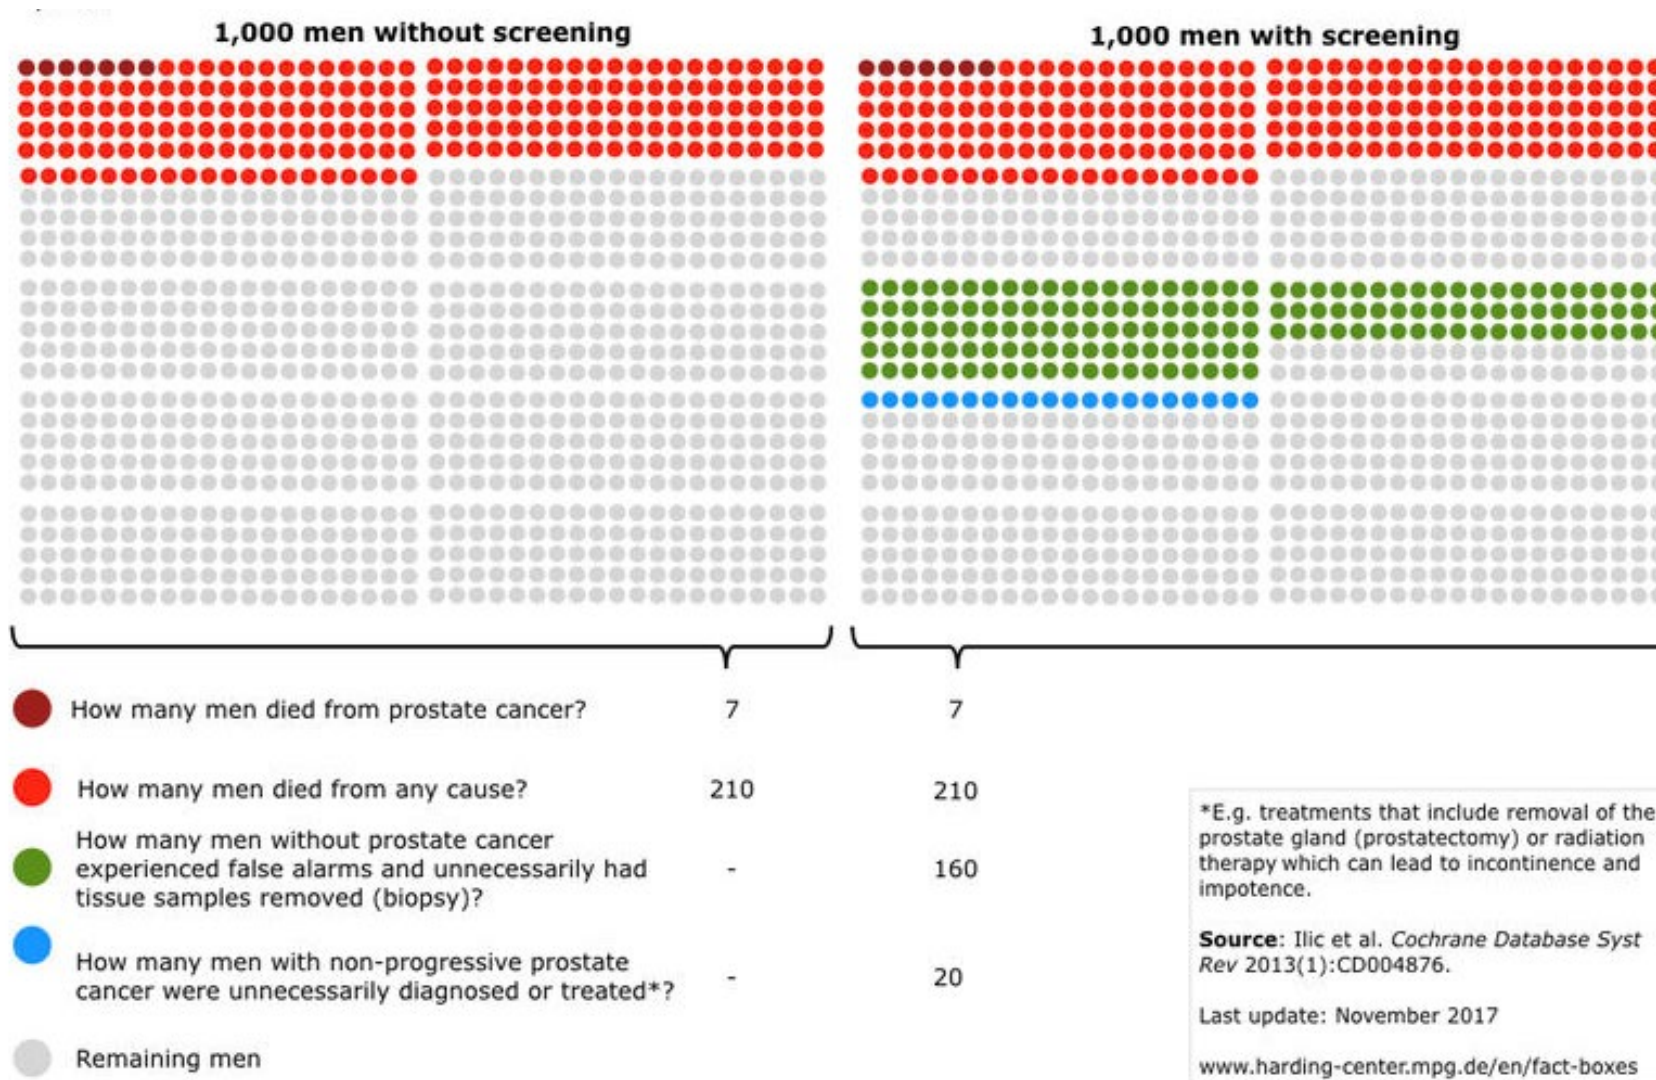 1,000 men without screening
1,000 men with screening
How many men died from prostate cancer? 7 7
How many men died from any cause? 210 210
How many men without prostate cancer
experienced false alarms and unnecessarily had - 160
tissue samples removed (biopsy)?
How many men with non-progressive prostate
cancer were unnecessarily diagnosed or treated*? - 20
Remaining men
*E.g. treatments that include removal of the
prostate gland (prostatectomy) or radiation
therapy which can lead to incontinence and
impotence.
Source: Ilic et al. Cochrane Database Syst
Rev 2013(1):CD004876.
Last update: November 2017
www.harding-center.mpg.de/en/fact-boxes